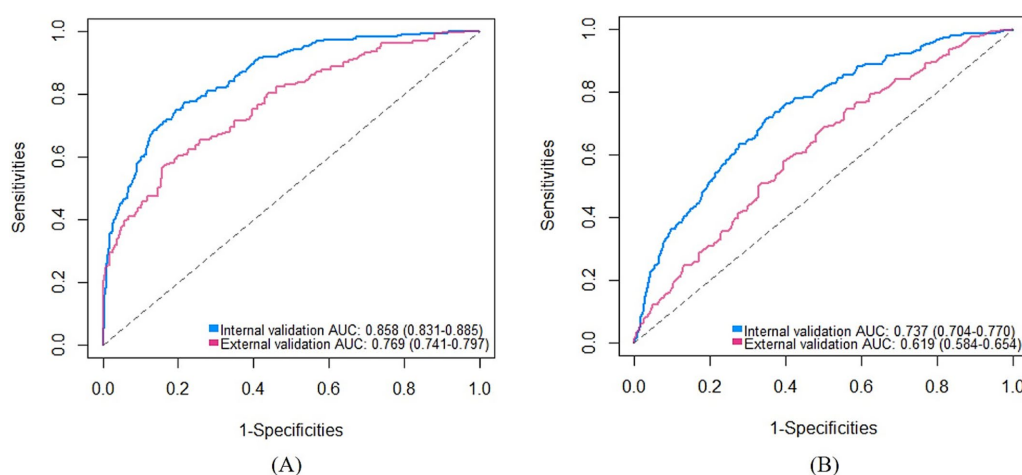 1.0
0.8
0.6
0.4
0.2
0.0
Sensitivities
Internal validation AUC: 0.858 (0.831-0.885)
External validation AUC: 0.769 (0.741-0.797)
0.0 0.2 0.4 0.6 0.8 1.0
1-Specificities
(A)
1.0
0.8
0.6
0.4
0.2
0.0
Sensitivities
Internal validation AUC: 0.737 (0.704-0.770)
External validation AUC: 0.619 (0.584-0.654)
0.0 0.2 0.4 0.6 0.8 1.0
1-Specificities
(B)